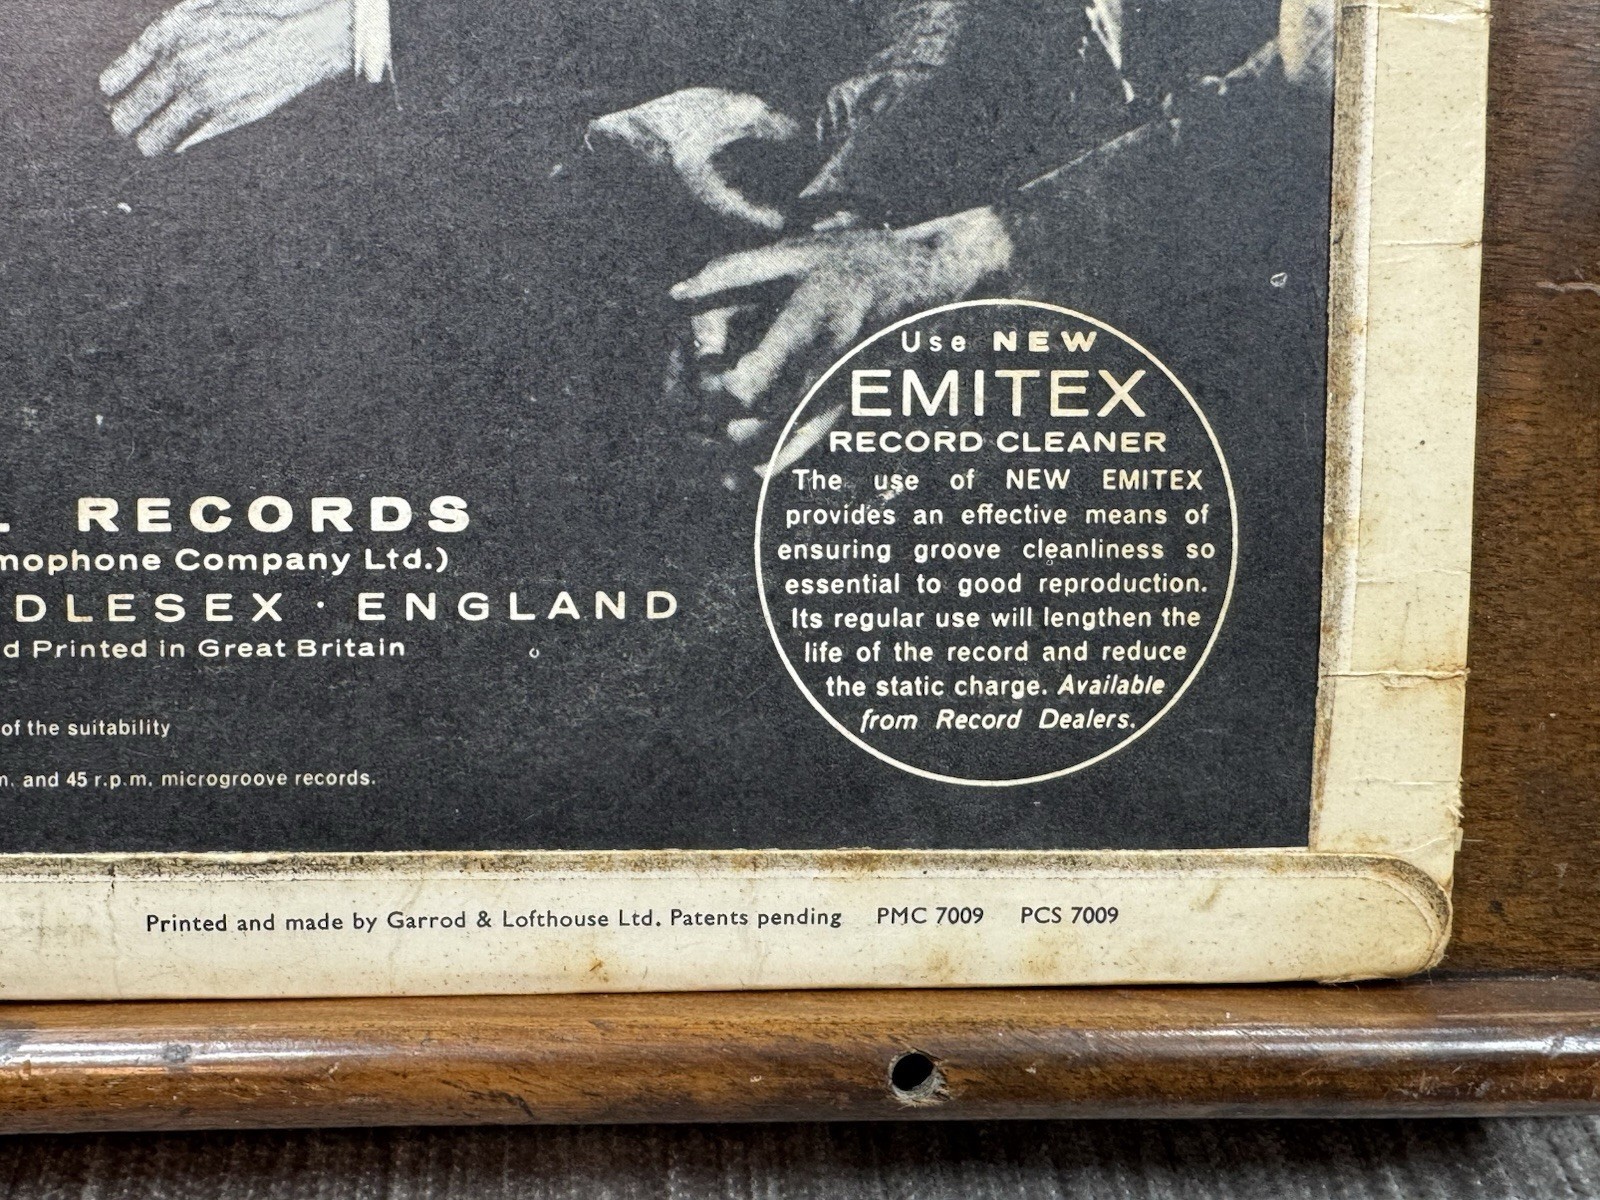 RECORDS
mophone Company Ltd.)
DLESEX · ENGLAND
d Printed in Great Britain
of the suitability
m. and 45 r.p.m. microgroove records.
Use NEW
EMITEX
RECORD CLEANER
The use of NEW EMITEX
provides an effective means of
ensuring groove cleanliness so
essential to good reproduction.
Its regular use will lengthen the
life of the record and reduce
the static charge. Available
from Record Dealers.
Printed and made by Garrod & Lofthouse Ltd. Patents pending PMC 7009 PCS 7009